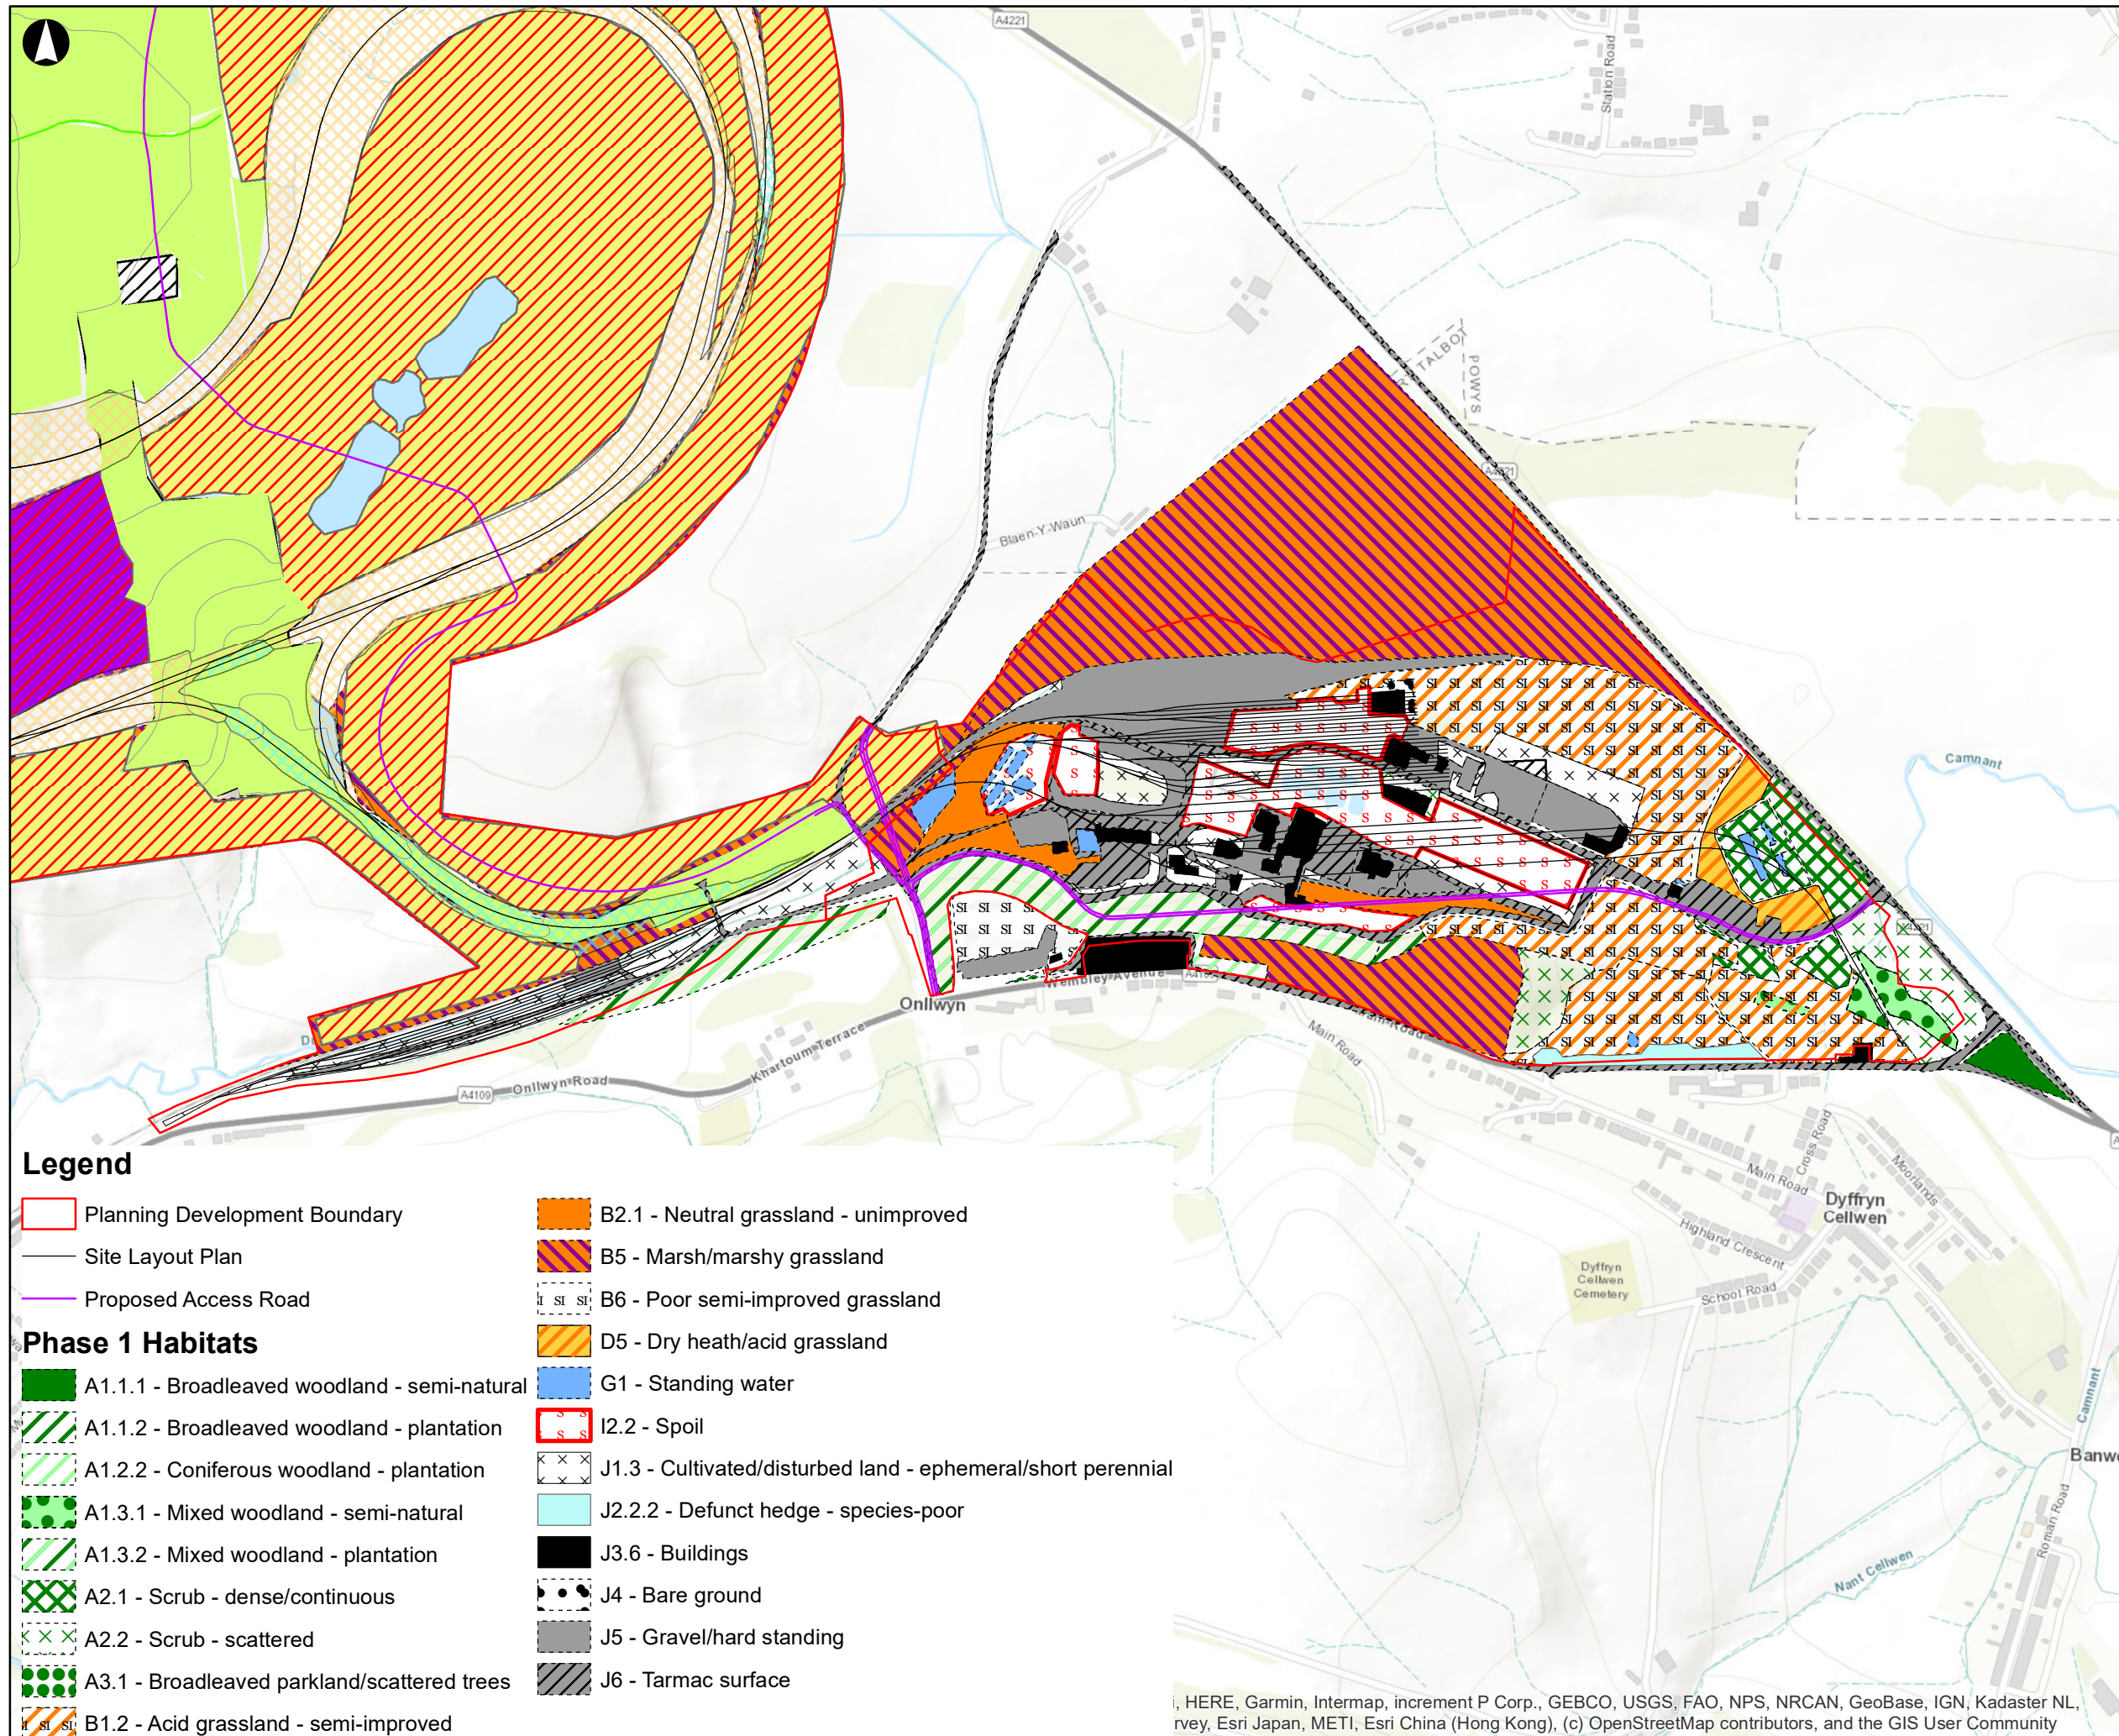 A4221
Station Road
R TALBOT
POWYS
A4221
Blaen-Y-Waun
Camnant
A4221
Onllwyn
Wembley Avenue
Main Road
Khartoum Terrace
A4109
Onllwyn Road
Cross Road
Moorlands
Main Road
Dyffryn
Cellwen
Highland Crescent
Dyffryn
Cellwen
Cemetery
School Road
Camnant
Banw
Roman Road
Nant Cellwen
Legend
Planning Development Boundary
Site Layout Plan
Proposed Access Road
Phase 1 Habitats
A1.1.1 - Broadleaved woodland - semi-natural
A1.1.2 - Broadleaved woodland - plantation
A1.2.2 - Coniferous woodland - plantation
A1.3.1 - Mixed woodland - semi-natural
A1.3.2 - Mixed woodland - plantation
A2.1 - Scrub - dense/continuous
A2.2 - Scrub - scattered
A3.1 - Broadleaved parkland/scattered trees
B1.2 - Acid grassland - semi-improved
B2.1 - Neutral grassland - unimproved
B5 - Marsh/marshy grassland
B6 - Poor semi-improved grassland
D5 - Dry heath/acid grassland
G1 - Standing water
I2.2 - Spoil
J1.3 - Cultivated/disturbed land - ephemeral/short perennial
J2.2.2 - Defunct hedge - species-poor
J3.6 - Buildings
J4 - Bare ground
J5 - Gravel/hard standing
J6 - Tarmac surface
i, HERE, Garmin, Intermap, increment P Corp., GEBCO, USGS, FAO, NPS, NRCAN, GeoBase, IGN, Kadaster NL,
rvey, Esri Japan, METI, Esri China (Hong Kong), (c) OpenStreetMap contributors, and the GIS User Community